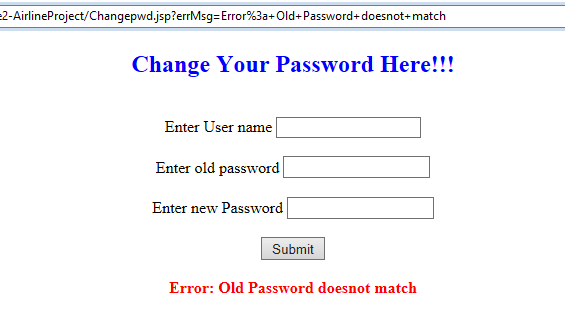 e2-AirlineProject/Changepwd.jsp?errMsg=Error%3a+Old+Password+doesnot+match
Change Your Password Here!!!
Enter User name
Enter old password
Enter new Password
Submit
Error: Old Password doesnot match